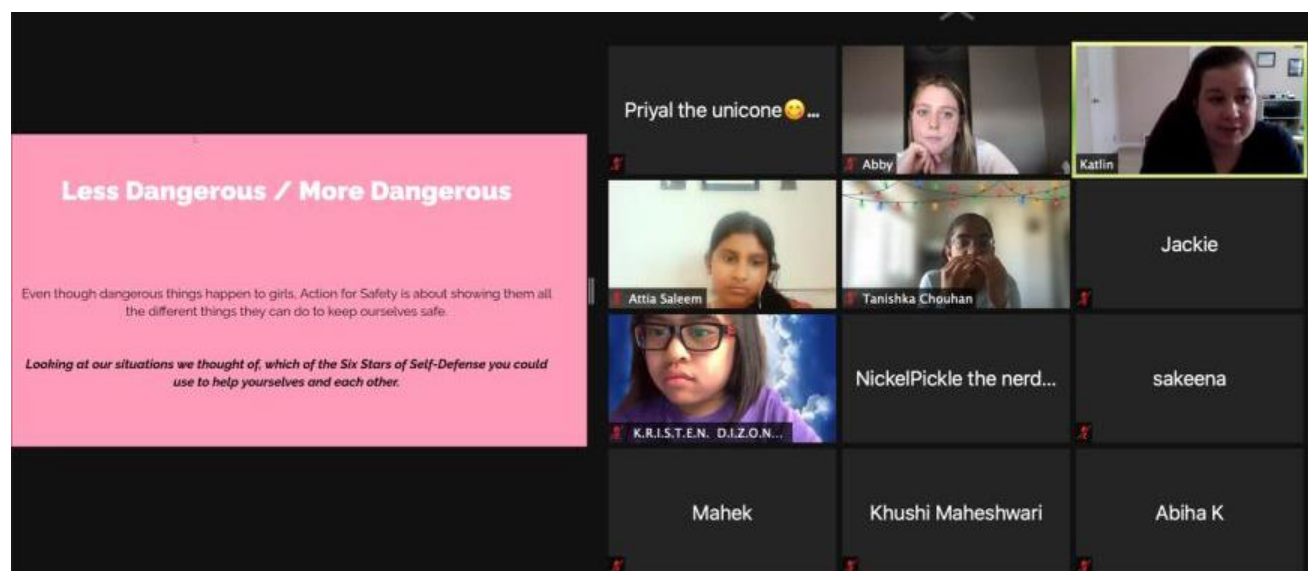 Less Dangerous / More Dangerous
Even though dangerous things happen to girls, Action for Safety is about showing them all
the different things they can do to keep ourselves safe.
Looking at our situations we thought of, which of the Six Stars of Self-Defense you could
use to help yourselves and each other.
Priyal the unicone😋...
Abby
Katlin
Attia Saleem
Tanishka Chouhan
Jackie
K.R.I.S.T.E.N. D.I.Z.O.N...
NickelPickle the nerd...
sakeena
Mahek
Khushi Maheshwari
Abiha K